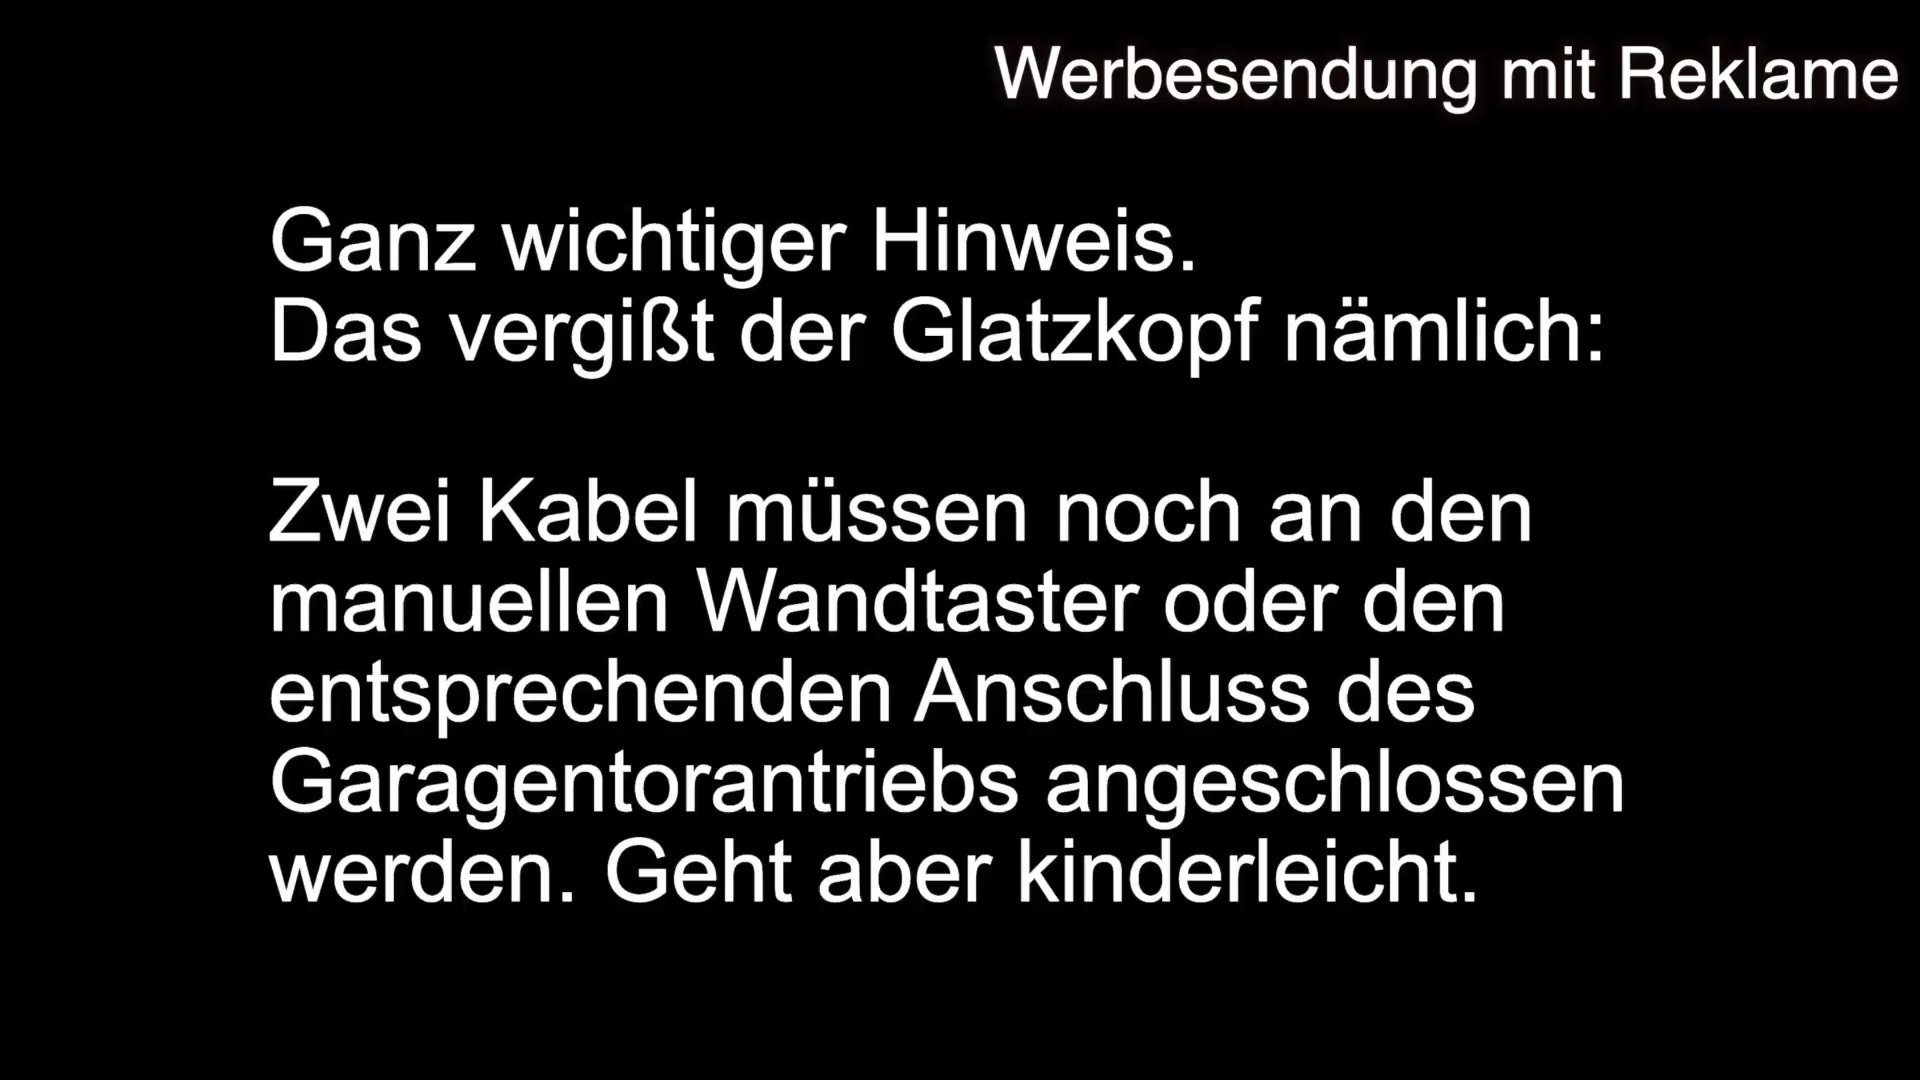 Werbesendung mit Reklame
Ganz wichtiger Hinweis.
Das vergißt der Glatzkopf nämlich:
Zwei Kabel müssen noch an den
manuellen Wandtaster oder den
entsprechenden Anschluss des
Garagentorantriebs angeschlossen
werden. Geht aber kinderleicht.